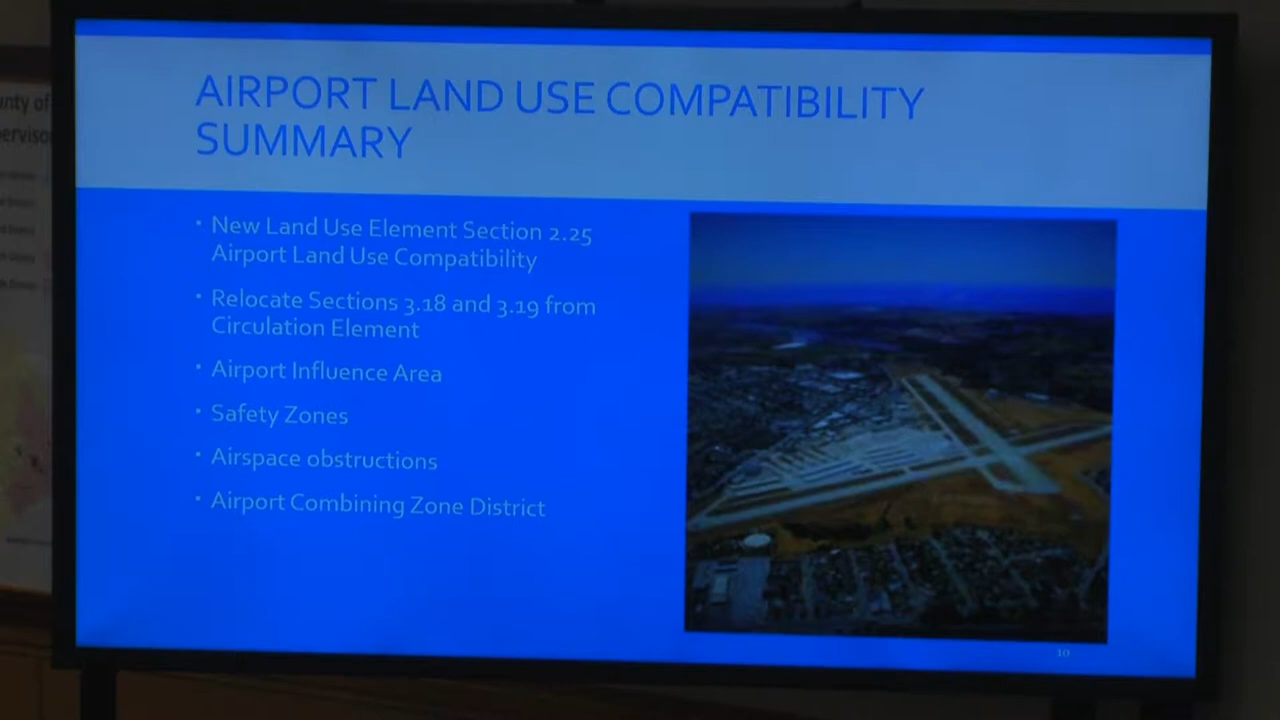 AIRPORT LAND USE COMPATIBILITY
SUMMARY
New Land Use Element Section 2.25
Airport Land Use Compatibility
Relocate Sections 3.18 and 3.19 from
Circulation Element
Airport Influence Area
Safety Zones
Airspace obstructions
Airport Combining Zone District
10